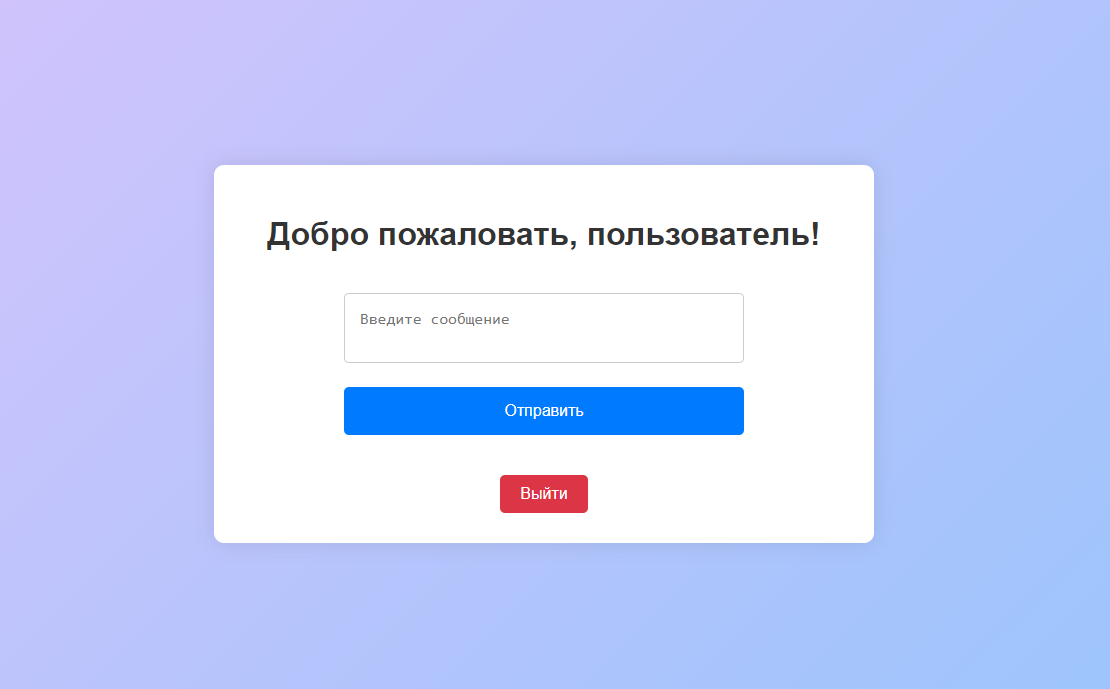 Добро пожаловать, пользователь!
Введите сообщение
Отправить
Выйти